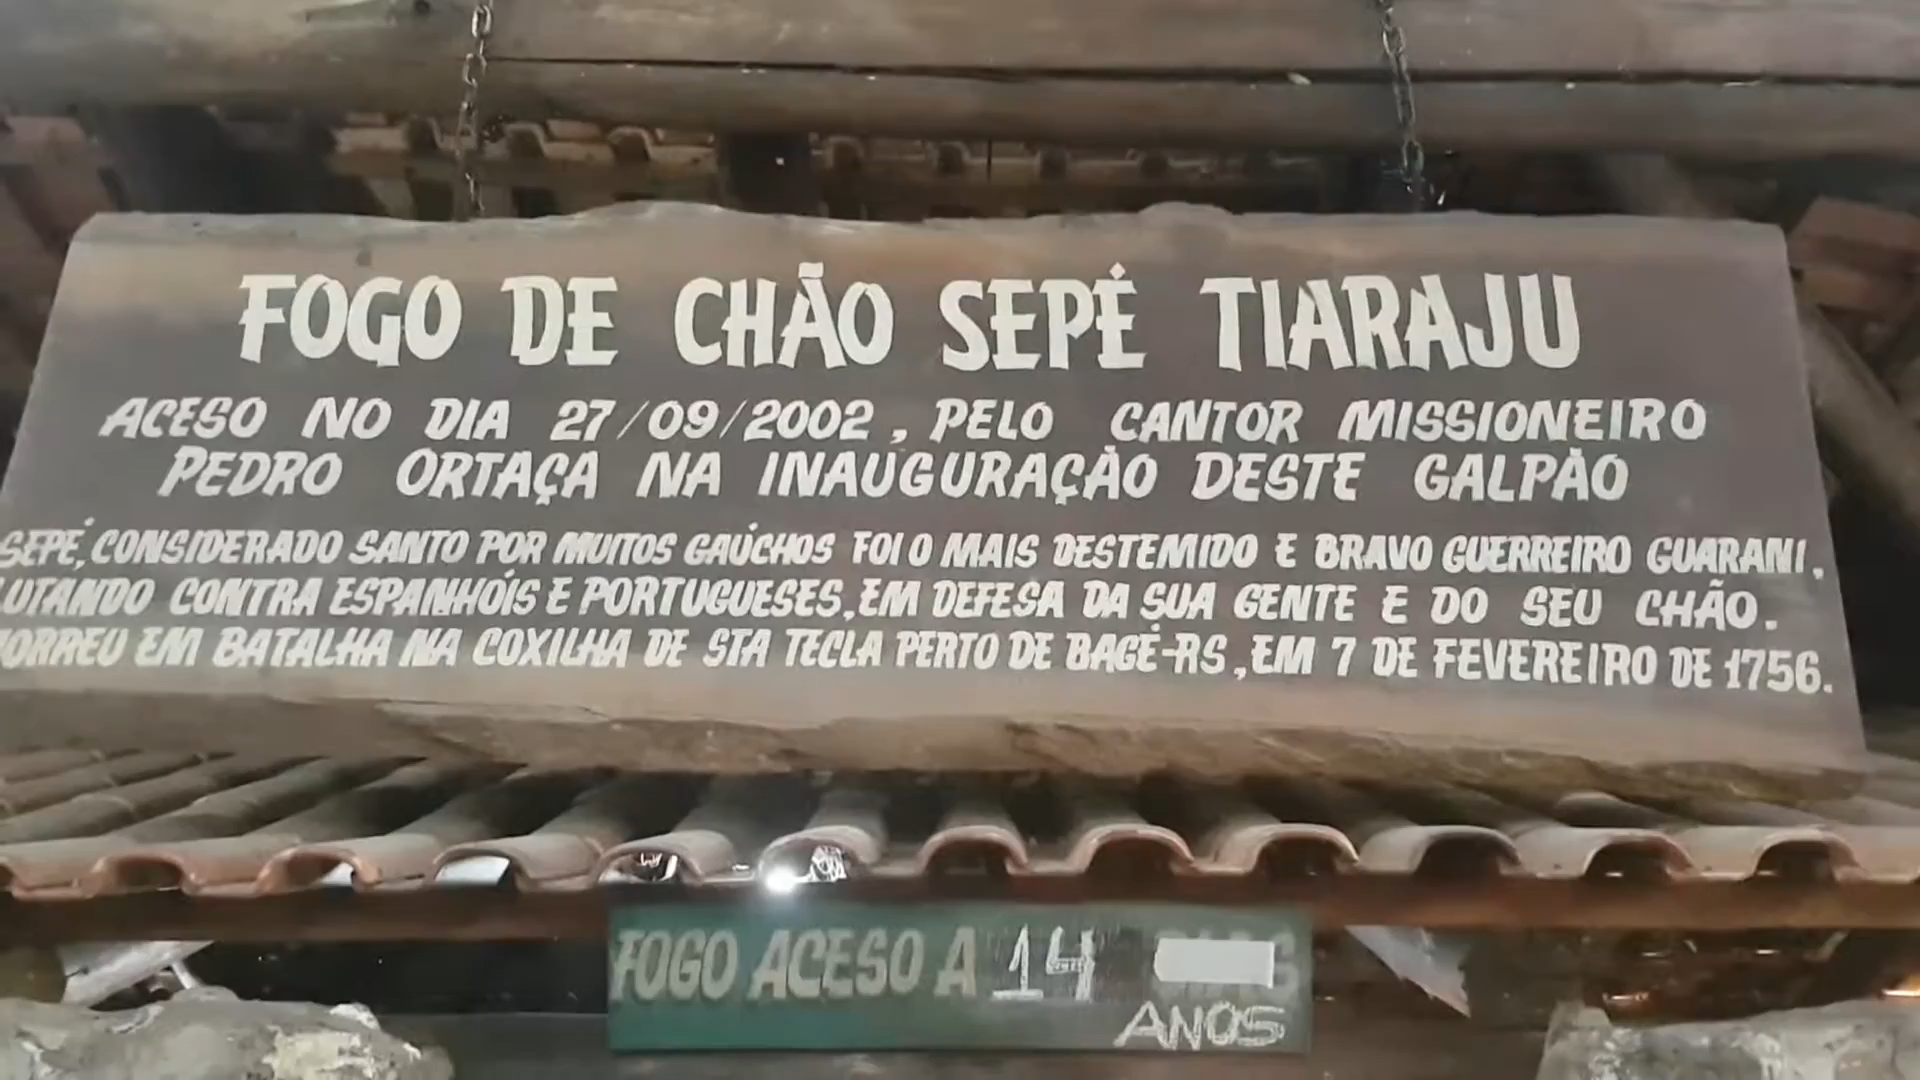 FOGO DE CHÃO SEPÉ TIARAJU
ACESO NO DIA 27/09/2002, PELO CANTOR MISSIONEIRO
PEDRO ORTAÇA NA INAUGURAÇÃO DESTE GALPÃO
SEPÉ, CONSIDERADO SANTO POR MUITOS GAÚCHOS FOI O MAIS DESTEMIDO E BRAVO GUERREIRO GUARANI.
LUTANDO CONTRA ESPANHÓIS E PORTUGUESES, EM DEFESA DA SUA GENTE E DO SEU CHÃO.
MORREU EM BATALHA NA COXILHA DE STA TECLA PERTO DE BAGÉ-RS, EM 7 DE FEVEREIRO DE 1756.
FOGO ACESO A 14
ANOS